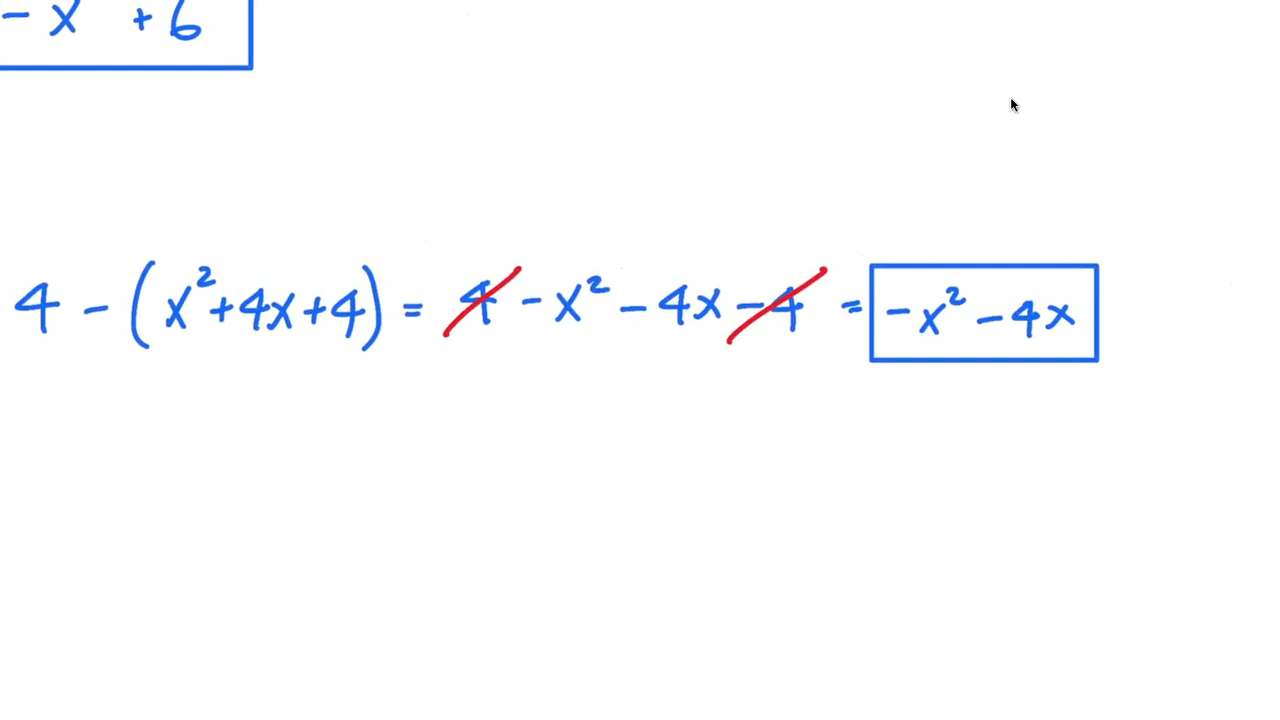 - x + 6
4 - (x²+4x+4) = 4 - x² - 4x - 4 = -x² - 4x